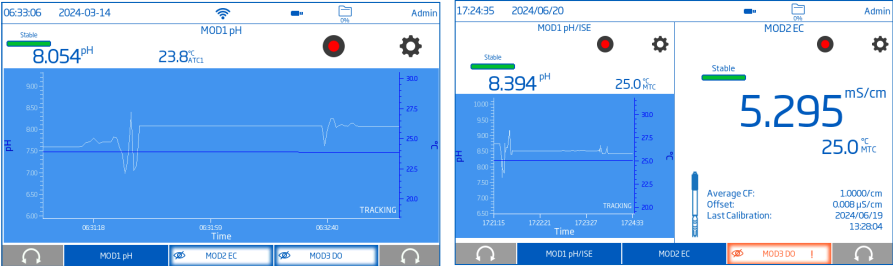 06:33:06 2024-03-14 0% Admin
MOD1 pH
Stable
8.054 pH 23.8 °C ATC1
9.00
8.50
8.00
7.50
7.00
6.50
6.00
pH
30.0
27.5
25.0
22.5
20.0
°C
TRACKING
06:31:18 06:31:59 06:32:40
Time
MOD1 pH MOD2 EC MOD3 DO
17:24:35 2024/06/20 0% Admin
MOD1 pH/ISE
Stable
8.394 pH 25.0 °C MTC
10.00
9.50
9.00
8.50
8.00
7.50
7.00
6.50
pH
30.0
27.5
25.0
22.5
20.0
°C
TRACKING
17:21:15 17:22:21 17:23:27 17:24:33
Time
MOD2 EC
Stable
5.295 mS/cm
25.0 °C MTC
Average CF: 1.0000/cm
Offset: 0.008 µS/cm
Last Calibration: 2024/06/19
13:28:04
MOD1 pH/ISE MOD2 EC MOD3 DO !